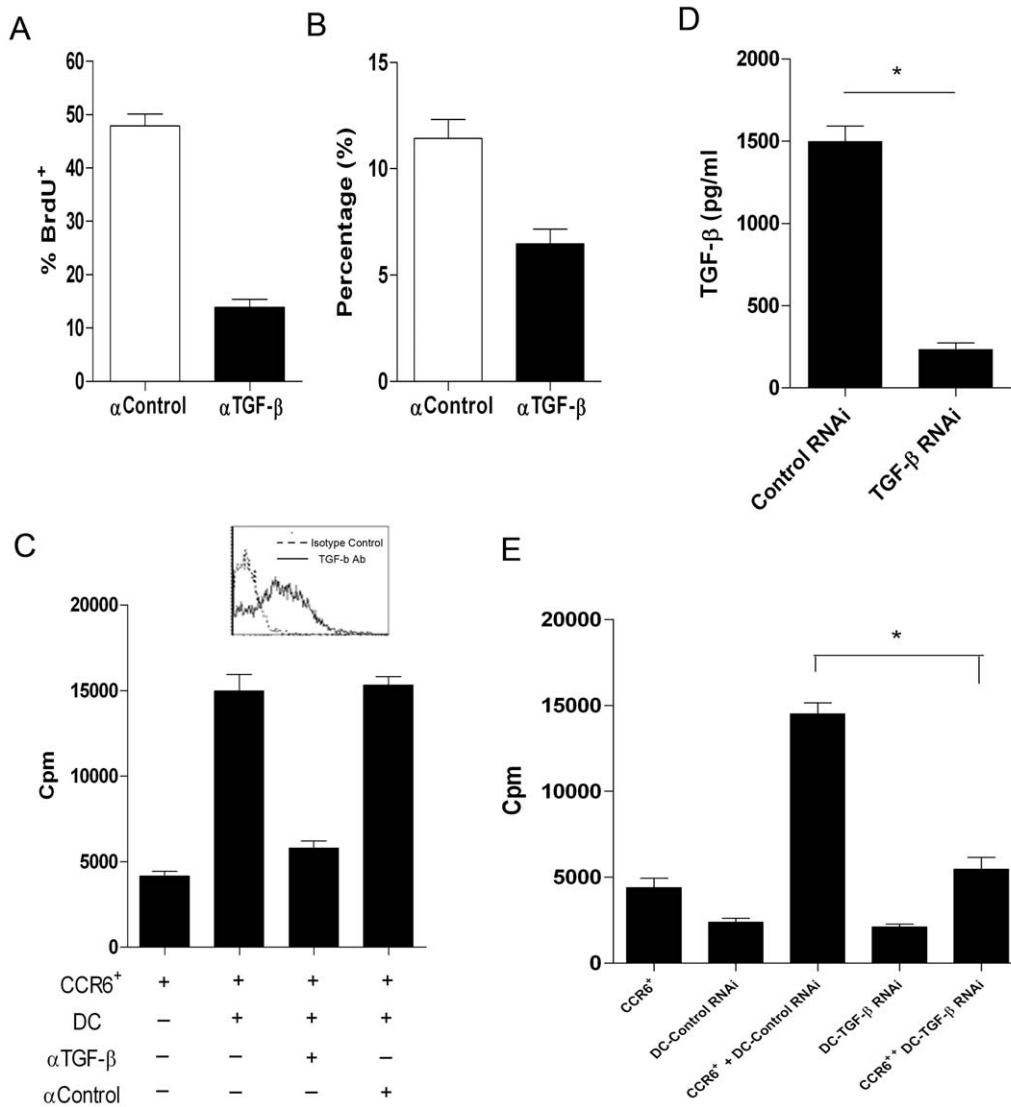 A
% BrdU+
60
50
40
30
20
10
0
αControl
αTGF-β
B
Percentage (%)
15
10
5
0
αControl
αTGF-β
D
TGF-β (pg/ml
2000
1500
1000
500
0
*
Control RNAi
TGF-β RNAi
C
Isotype Control
TGF-b Ab
Cpm
20000
15000
10000
5000
0
CCR6+ + + + +
DC – + + +
αTGF-β – – + –
αControl – – – +
E
Cpm
20000
15000
10000
5000
0
*
CCR6+
DC-Control RNAi
CCR6+ + DC-Control RNAi
DC-TGF-β RNAi
CCR6++ DC-TGF-β RNAi